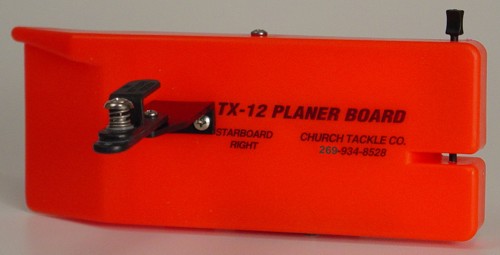 TX-12 PLANER BOARD
STARBOARD RIGHT
CHURCH TACKLE CO.
269-934-8528